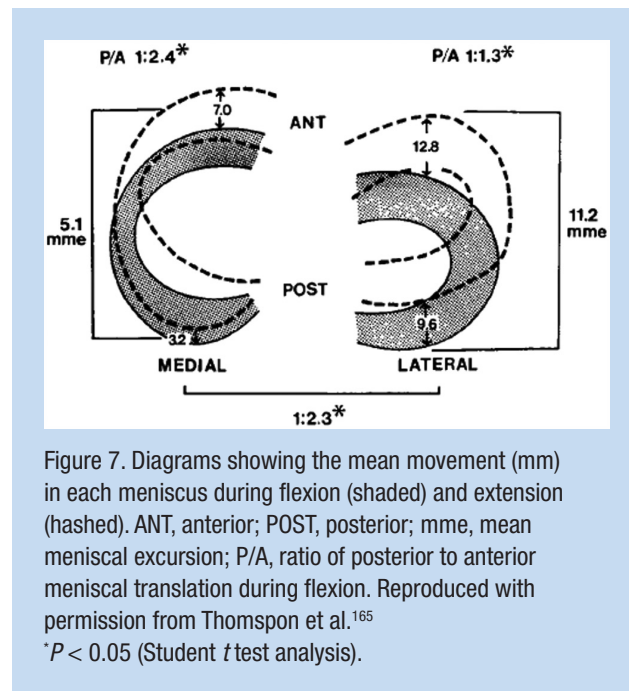 P/A 1:2.4*
P/A 1:1.3*
7.0
ANT
12.8
5.1
mme
11.2
mme
POST
3.2
9.6
MEDIAL
LATERAL
1:2.3*
Figure 7. Diagrams showing the mean movement (mm)
in each meniscus during flexion (shaded) and extension
(hashed). ANT, anterior; POST, posterior; mme, mean
meniscal excursion; P/A, ratio of posterior to anterior
meniscal translation during flexion. Reproduced with
permission from Thomspon et al.165
*P < 0.05 (Student t test analysis).